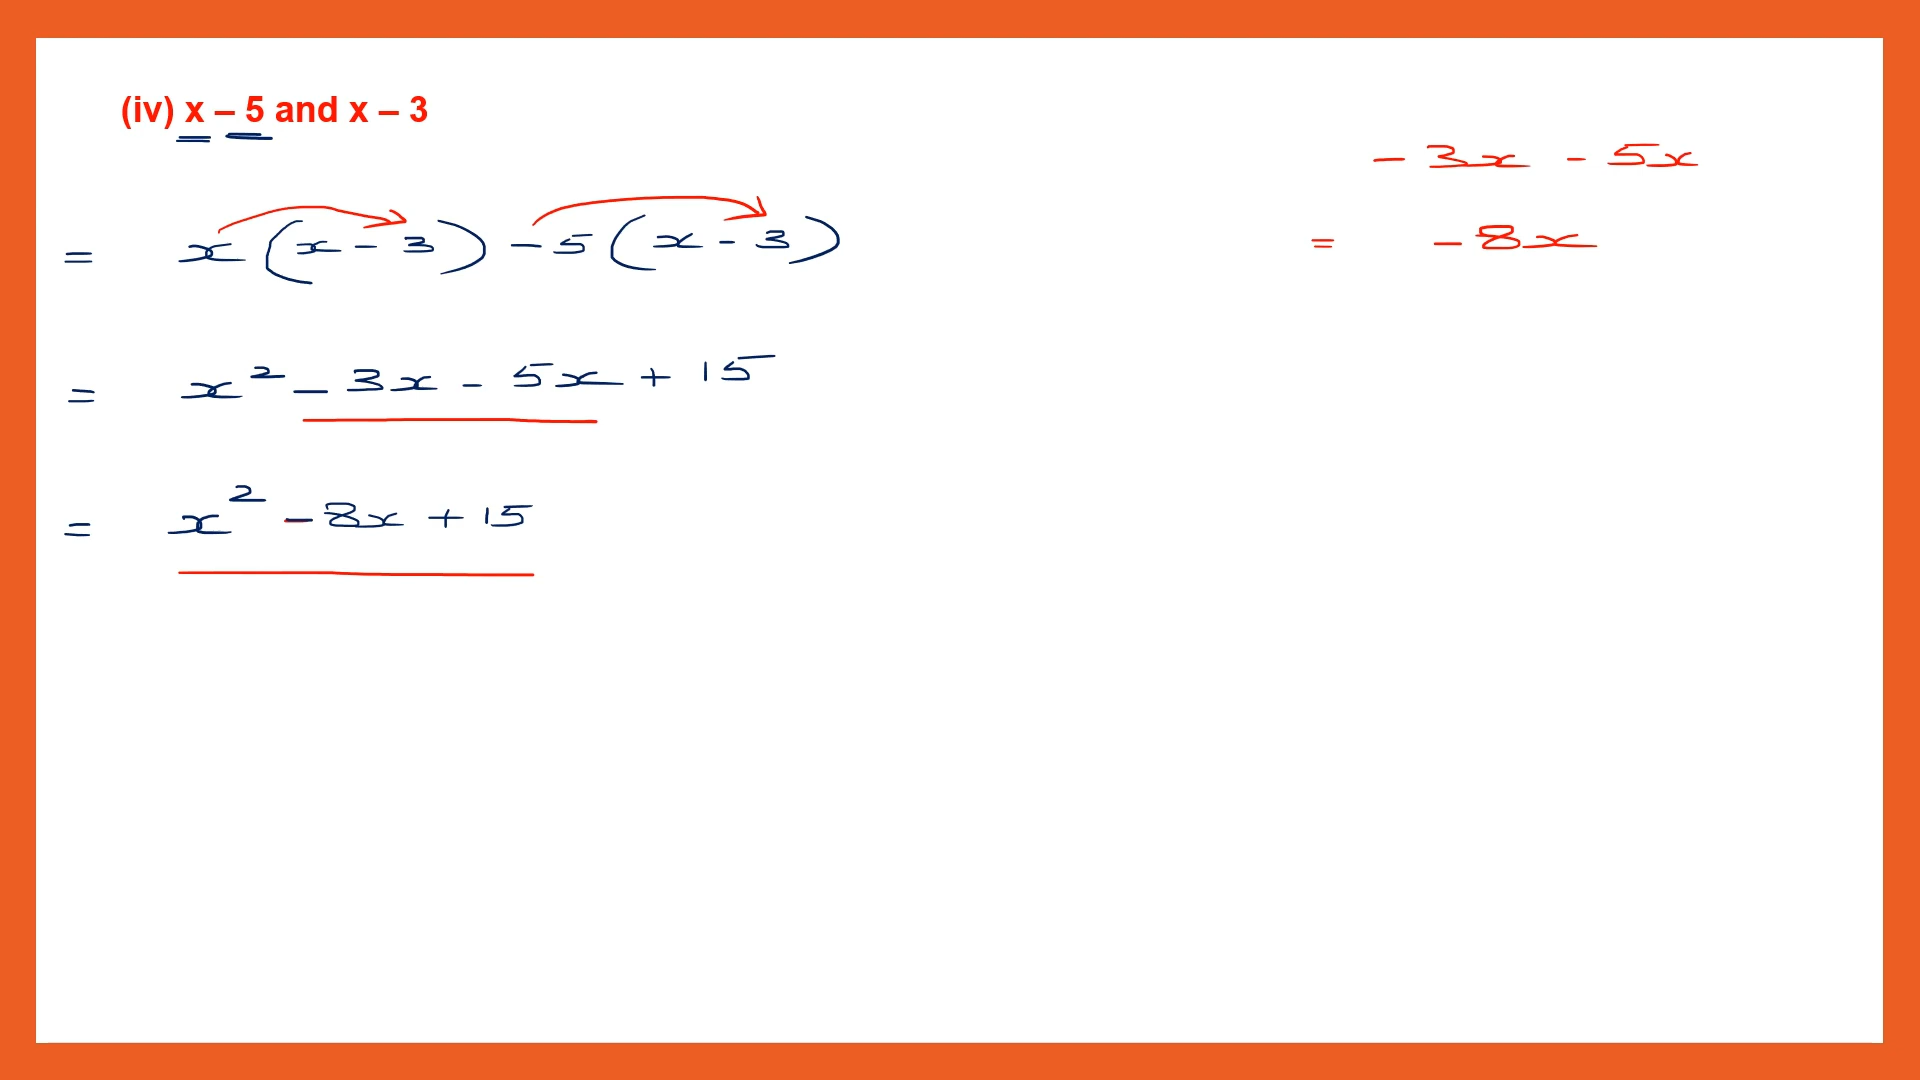 (iv) x – 5 and x – 3
= x (x - 3) - 5 (x - 3)
= x² - 3x - 5x + 15
= x² - 8x + 15
- 3x - 5x
= - 8x